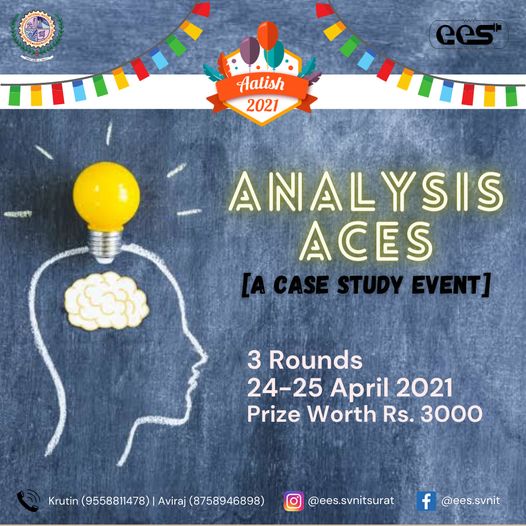 ees
Aatish
2021
ANALYSIS
ACES
[A CASE STUDY EVENT]
3 Rounds
24-25 April 2021
Prize Worth Rs. 3000
Krutin (9558811478) | Aviraj (8758946898)
@ees.svnitsurat
@ees.svnit